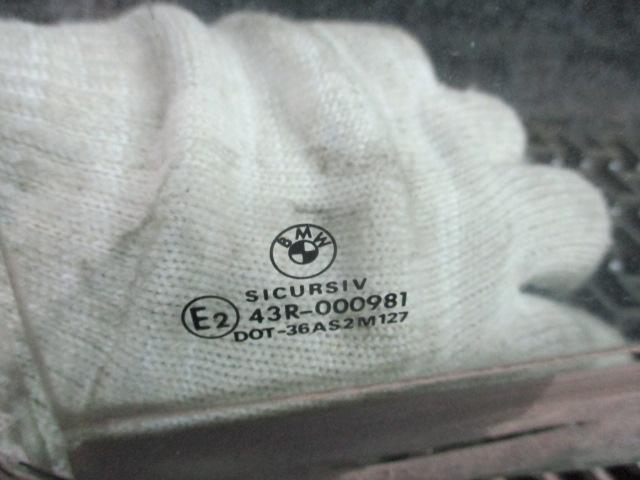 BMW
SICURSIV
E2 43R-000981
DOT-36AS2M127